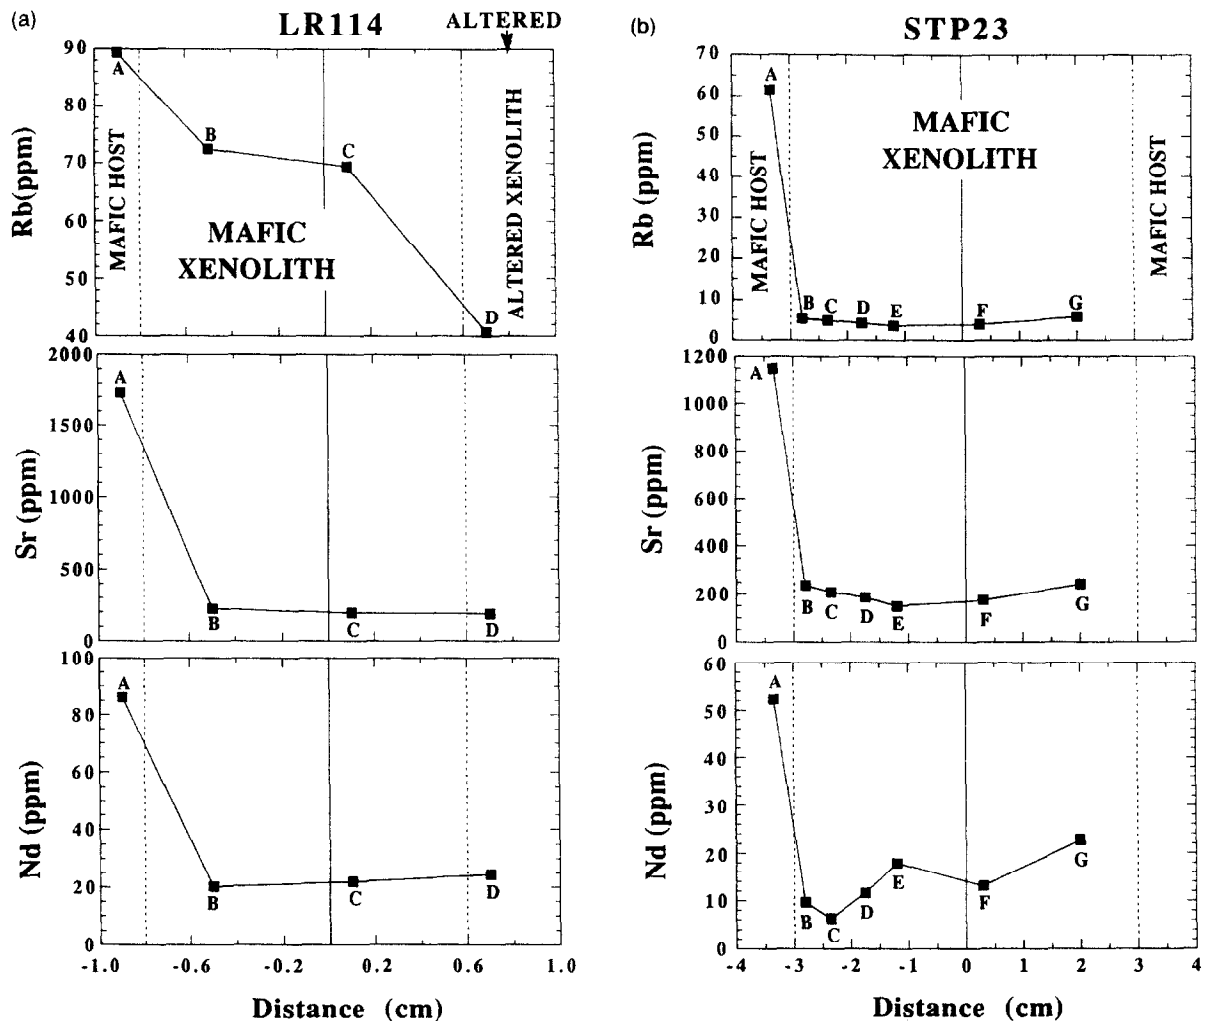 (a)
LR114
ALTERED
90
80
70
60
50
40
Rb(ppm)
MAFIC HOST
MAFIC
XENOLITH
ALTERED XENOLITH
A
B
C
D
2000
1500
1000
500
0
Sr (ppm)
A
B
C
D
100
80
60
40
20
0
Nd (ppm)
A
B
C
D
-1.0
-0.6
-0.2
0.2
0.6
1.0
Distance (cm)
(b)
STP23
70
60
50
40
30
20
10
0
Rb (ppm)
MAFIC HOST
MAFIC
XENOLITH
MAFIC HOST
A
B
C
D
E
F
G
1200
1000
800
600
400
200
0
Sr (ppm)
A
B
C
D
E
F
G
60
50
40
30
20
10
0
Nd (ppm)
A
B
C
D
E
F
G
-4
-3
-2
-1
0
1
2
3
4
Distance (cm)